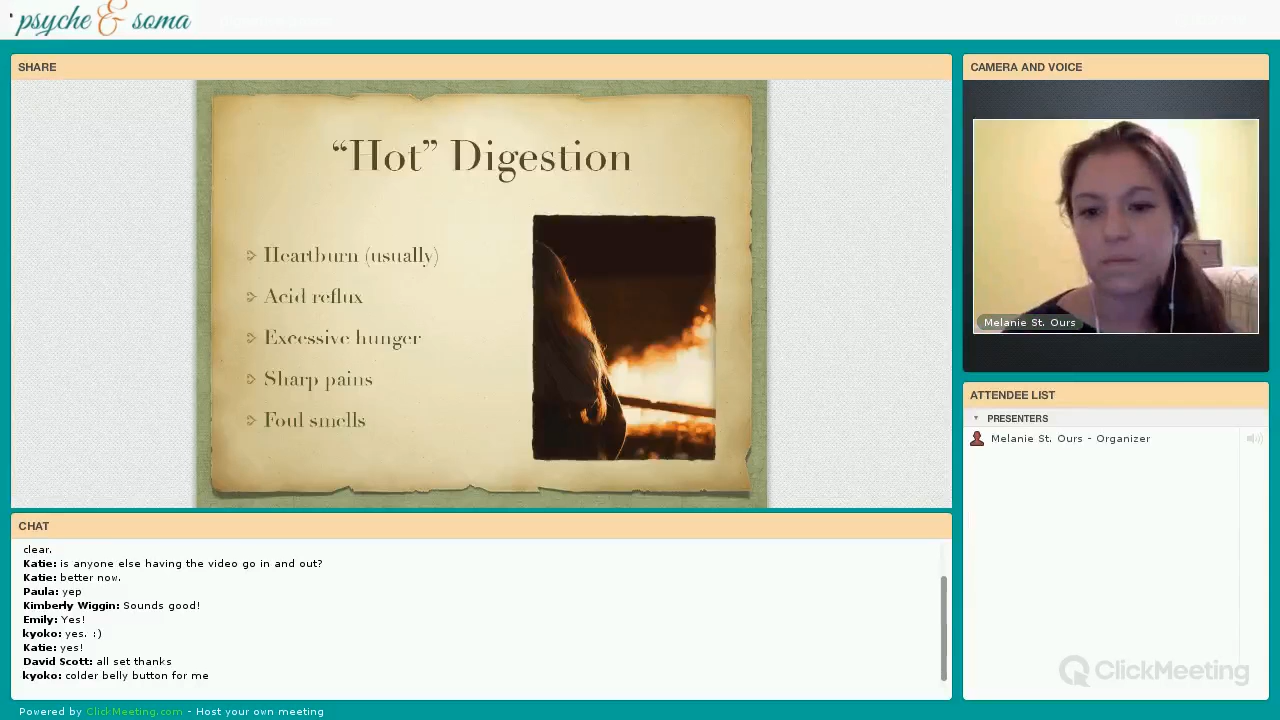 psyche & soma
SHARE
CAMERA AND VOICE
“Hot” Digestion
Heartburn (usually)
Acid reflux
Excessive hunger
Sharp pains
Foul smells
Melanie St. Ours
ATTENDEE LIST
PRESENTERS
Melanie St. Ours - Organizer
CHAT
clear.
Katie: is anyone else having the video go in and out?
Katie: better now.
Paula: yep
Kimberly Wiggin: Sounds good!
Emily: Yes!
kyoko: yes. :)
Katie: yes!
David Scott: all set thanks
kyoko: colder belly button for me
ClickMeeting
Powered by ClickMeeting.com - Host your own meeting